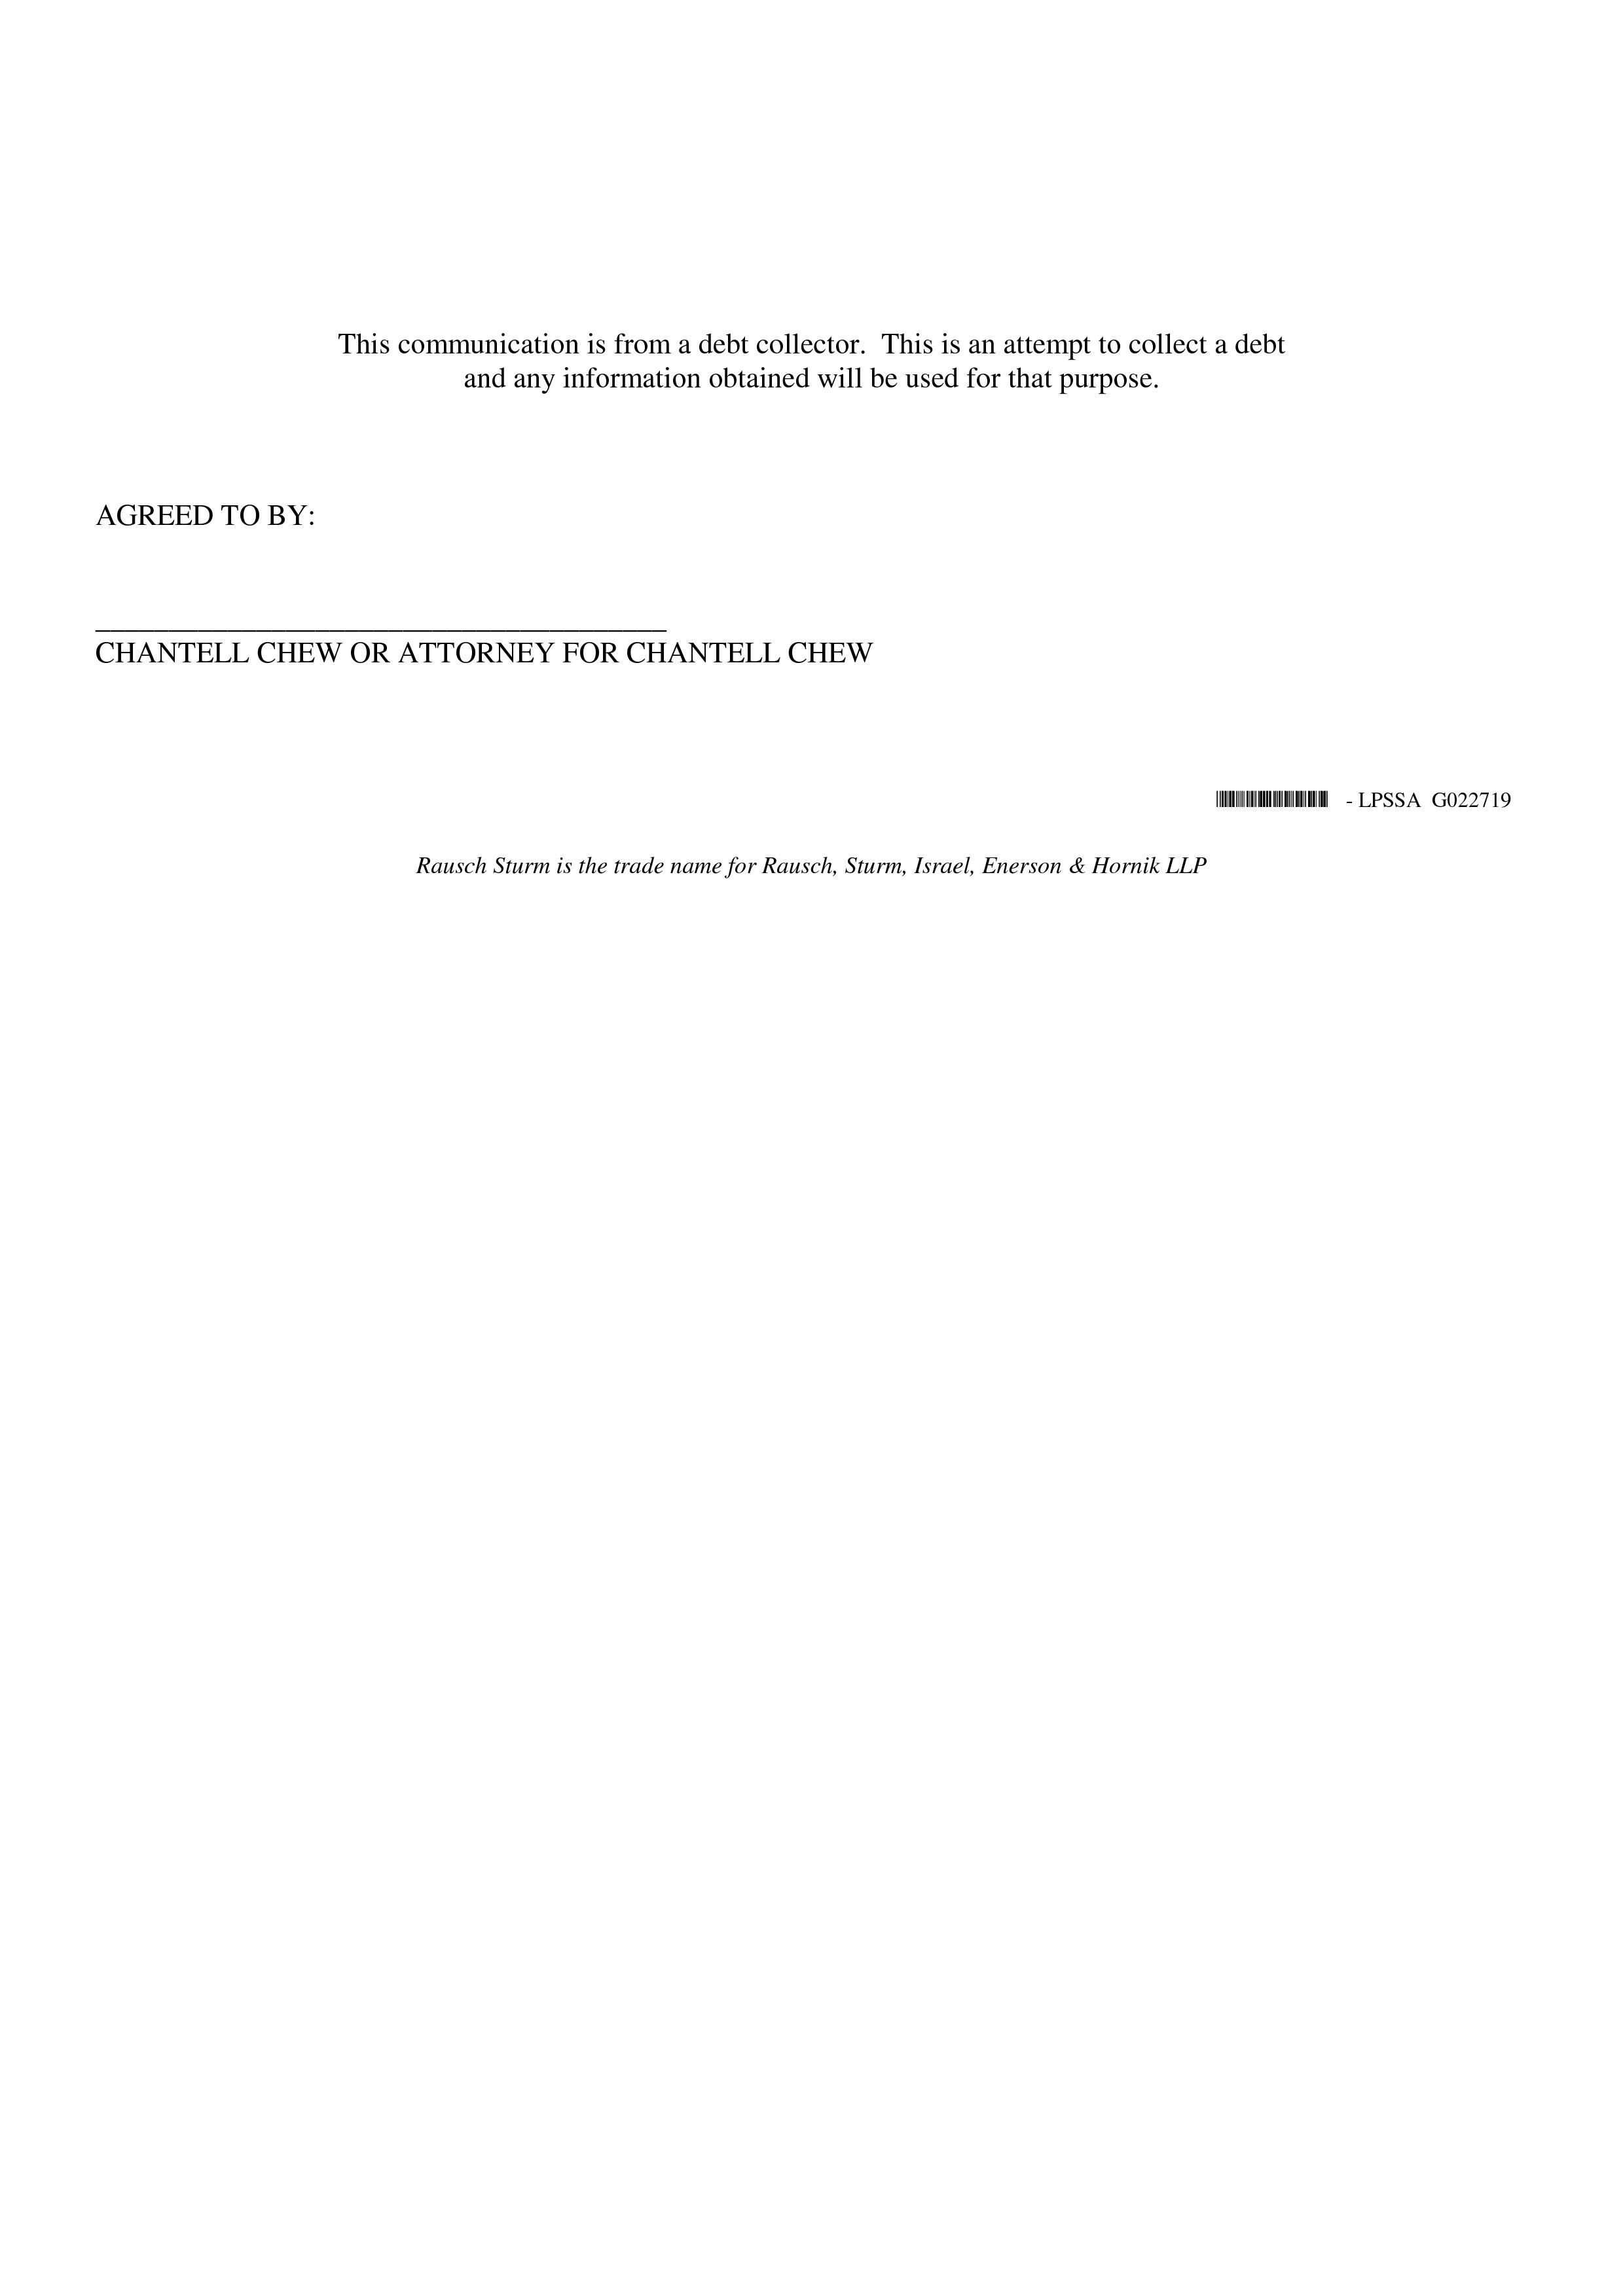 This communication is from a debt collector.  This is an attempt to collect a debt
and any information obtained will be used for that purpose.
AGREED TO BY:
_______________________________________
CHANTELL CHEW OR ATTORNEY FOR CHANTELL CHEW
- LPSSA  G022719
Rausch Sturm is the trade name for Rausch, Sturm, Israel, Enerson & Hornik LLP